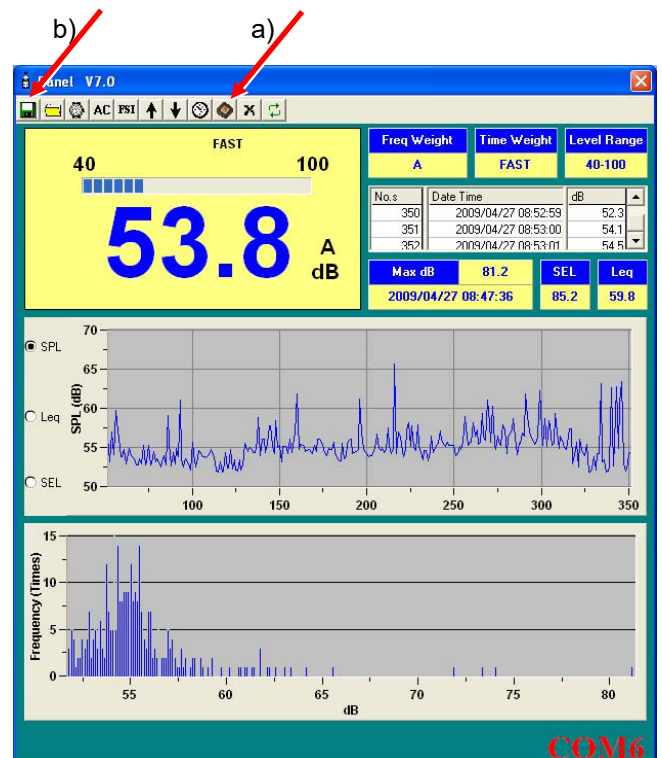 b) a)
Panel V7.0
AC FSI
FAST
40 100
53.8 A
dB
Freq Weight Time Weight Level Range
A FAST 40-100
No.s Date Time dB
350 2009/04/27 08:52:59 52.3
351 2009/04/27 08:53:00 54.1
352 2009/04/27 08:53:01 54.5
Max dB 81.2 SEL Leq
2009/04/27 08:47:36 85.2 59.8
SPL
Leq
SEL
SPL (dB)
70
65
60
55
50
100 150 200 250 300 350
Frequency (Times)
15
10
5
0
55 60 65 70 75 80
dB
COM6